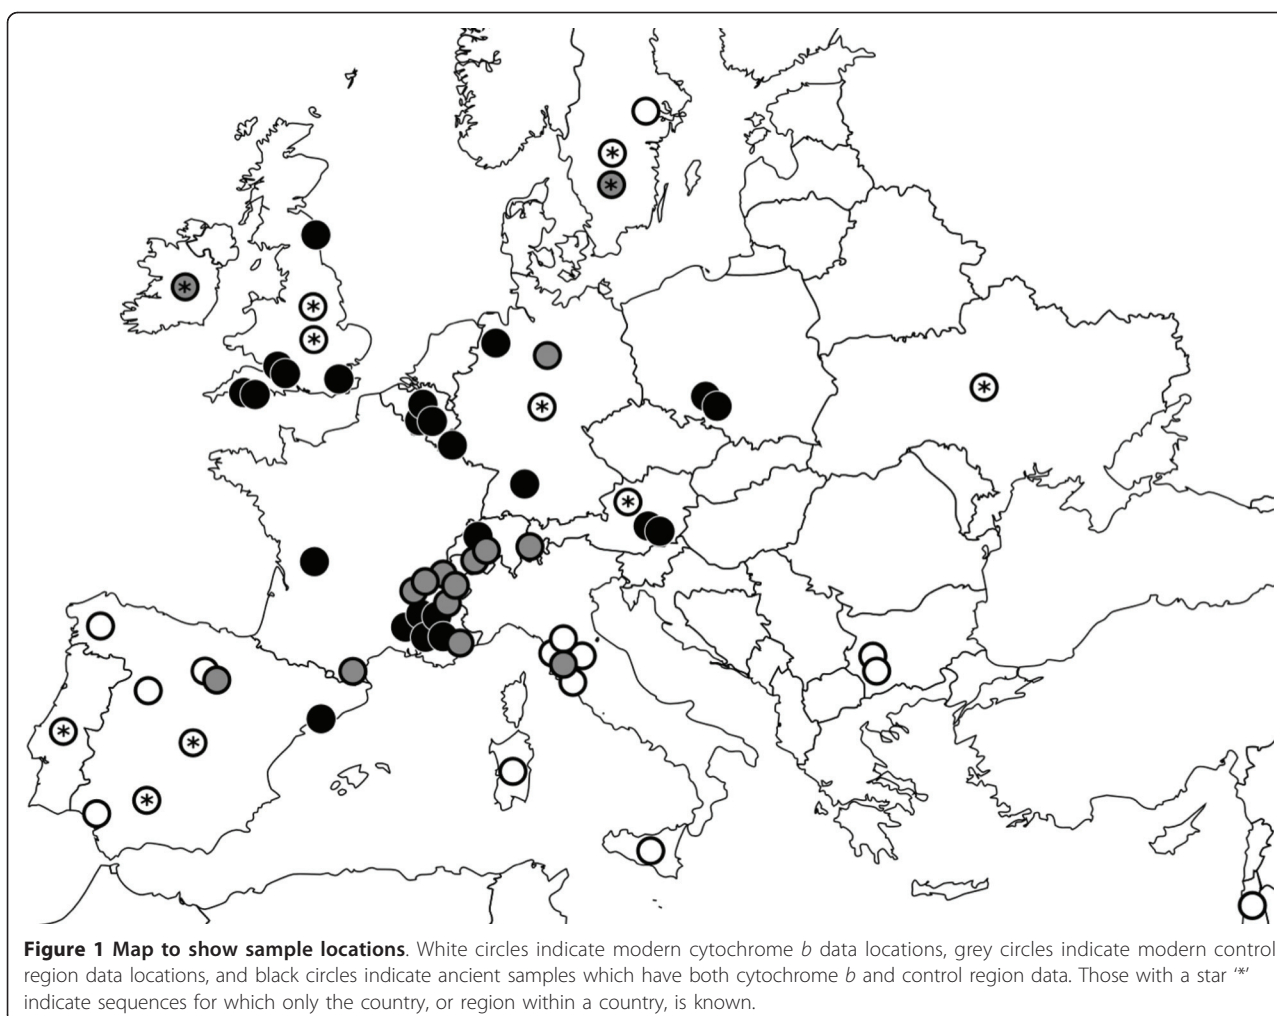 Figure 1 Map to show sample locations. White circles indicate modern cytochrome b data locations, grey circles indicate modern control
region data locations, and black circles indicate ancient samples which have both cytochrome b and control region data. Those with a star ‘*’
indicate sequences for which only the country, or region within a country, is known.